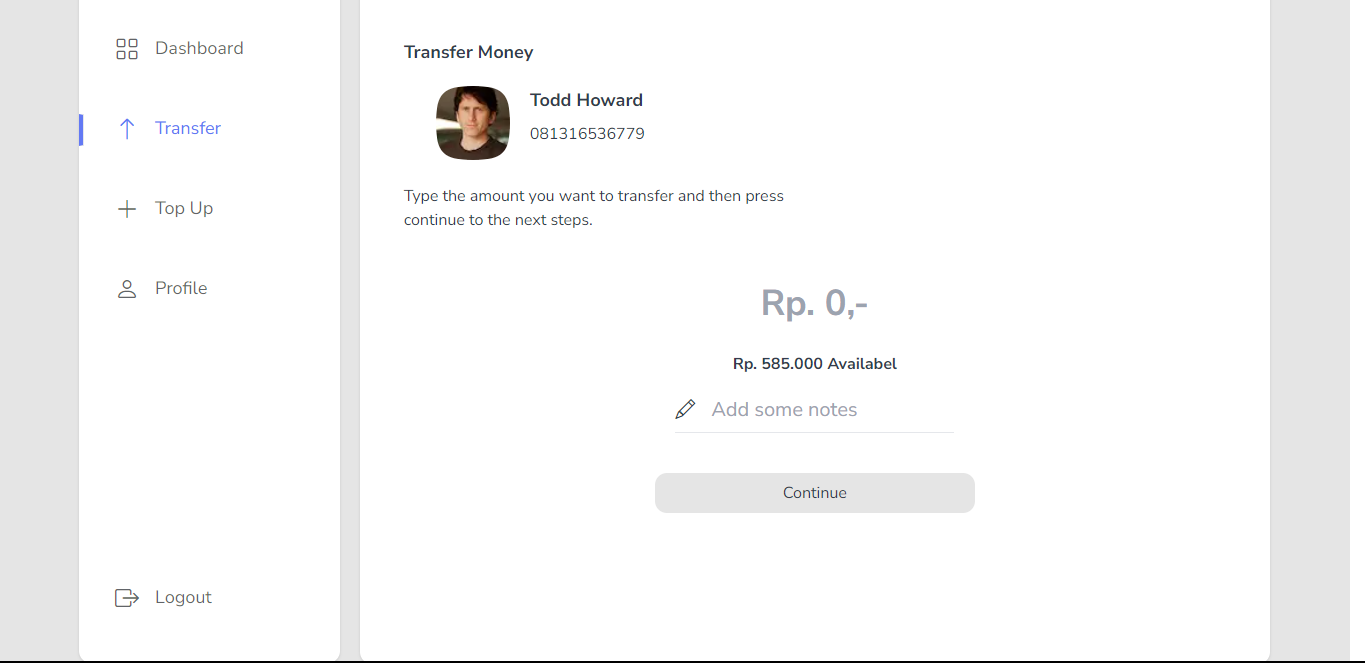 Dashboard
Transfer
Top Up
Profile
Logout
Transfer Money
Todd Howard
081316536779
Type the amount you want to transfer and then press
continue to the next steps.
Rp. 0,-
Rp. 585.000 Availabel
Add some notes
Continue